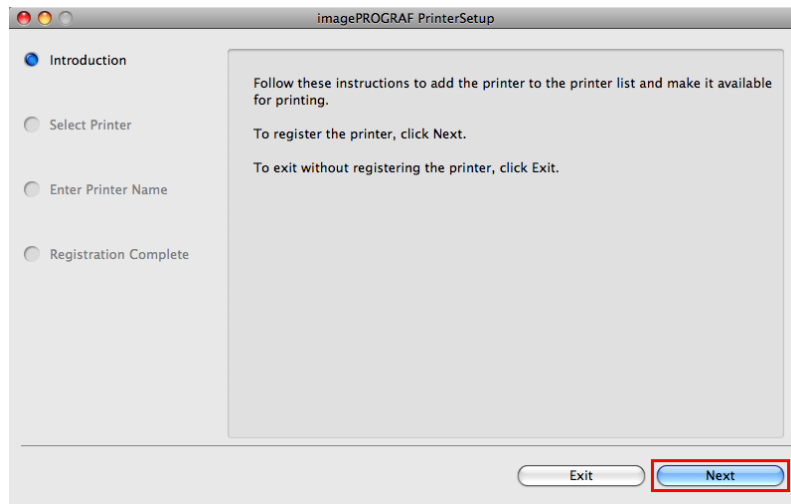 imagePROGRAF PrinterSetup
Introduction
Select Printer
Enter Printer Name
Registration Complete
Follow these instructions to add the printer to the printer list and make it available
for printing.
To register the printer, click Next.
To exit without registering the printer, click Exit.
Exit
Next